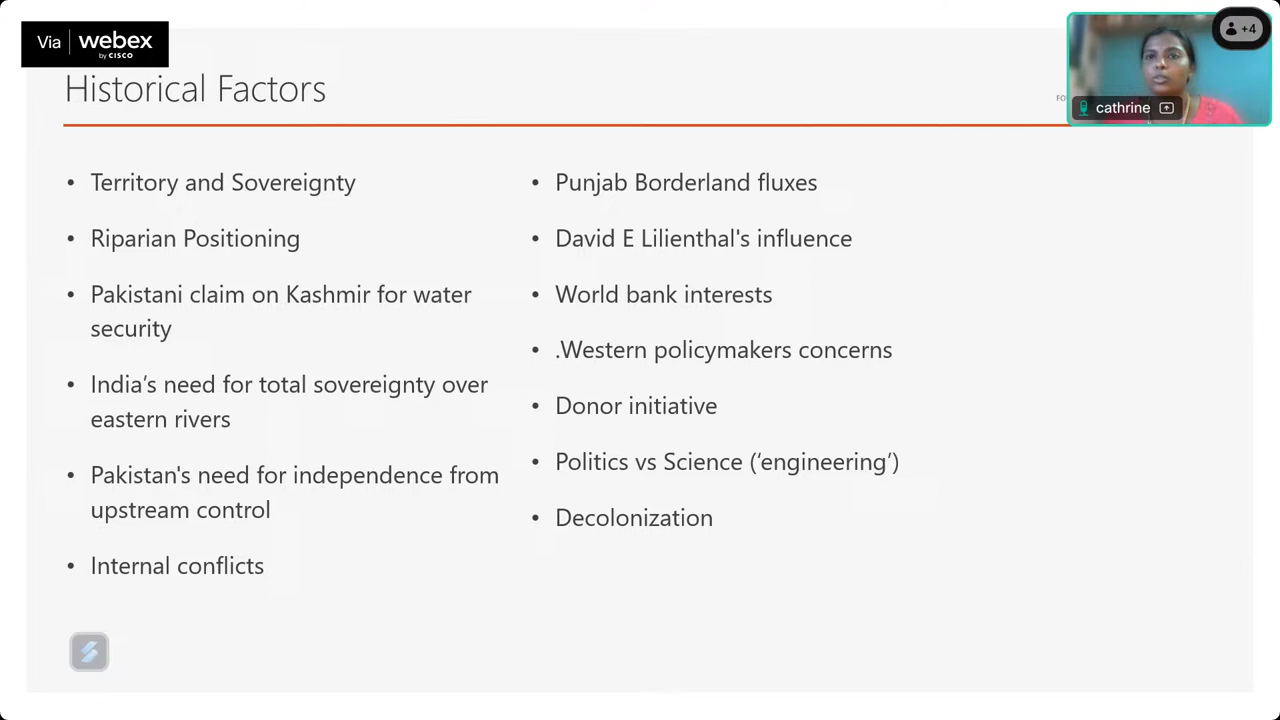 Via webex
by CISCO
+4
Historical Factors
FO
cathrine
• Territory and Sovereignty
• Riparian Positioning
• Pakistani claim on Kashmir for water
security
• India’s need for total sovereignty over
eastern rivers
• Pakistan's need for independence from
upstream control
• Internal conflicts
• Punjab Borderland fluxes
• David E Lilienthal's influence
• World bank interests
• .Western policymakers concerns
• Donor initiative
• Politics vs Science (‘engineering’)
• Decolonization